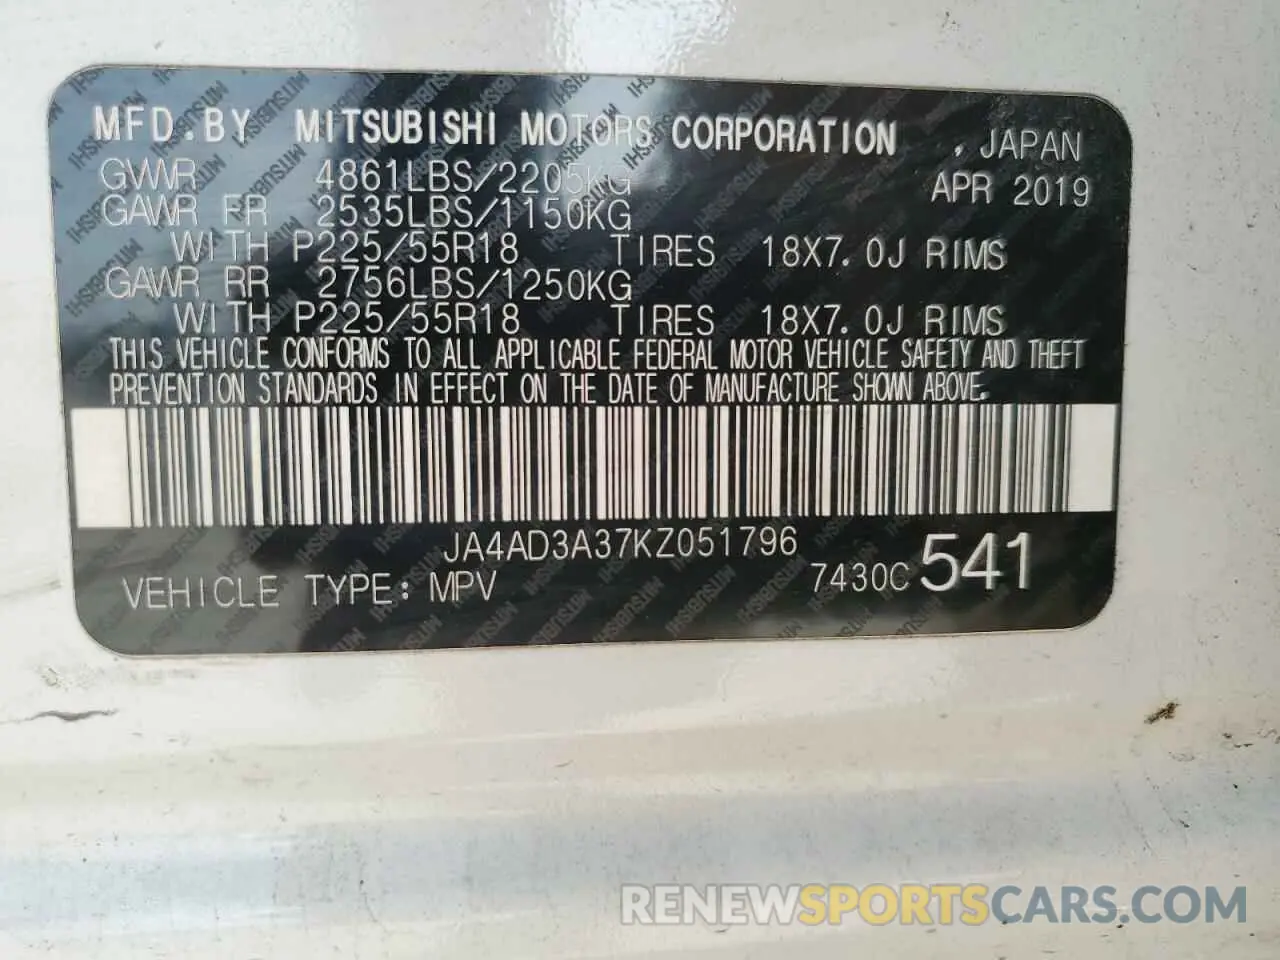 MFD.BY MITSUBISHI MOTORS CORPORATION , JAPAN
GVWR 4861LBS/2205KG APR 2019
GAWR FR 2535LBS/1150KG
WITH P225/55R18 TIRES 18X7.0J RIMS
GAWR RR 2756LBS/1250KG
WITH P225/55R18 TIRES 18X7.0J RIMS
THIS VEHICLE CONFORMS TO ALL APPLICABLE FEDERAL MOTOR VEHICLE SAFETY AND THEFT
PREVENTION STANDARDS IN EFFECT ON THE DATE OF MANUFACTURE SHOWN ABOVE.
JA4AD3A37KZ051796
VEHICLE TYPE: MPV 7430C 541
RENEWSPORTSCARS.COM